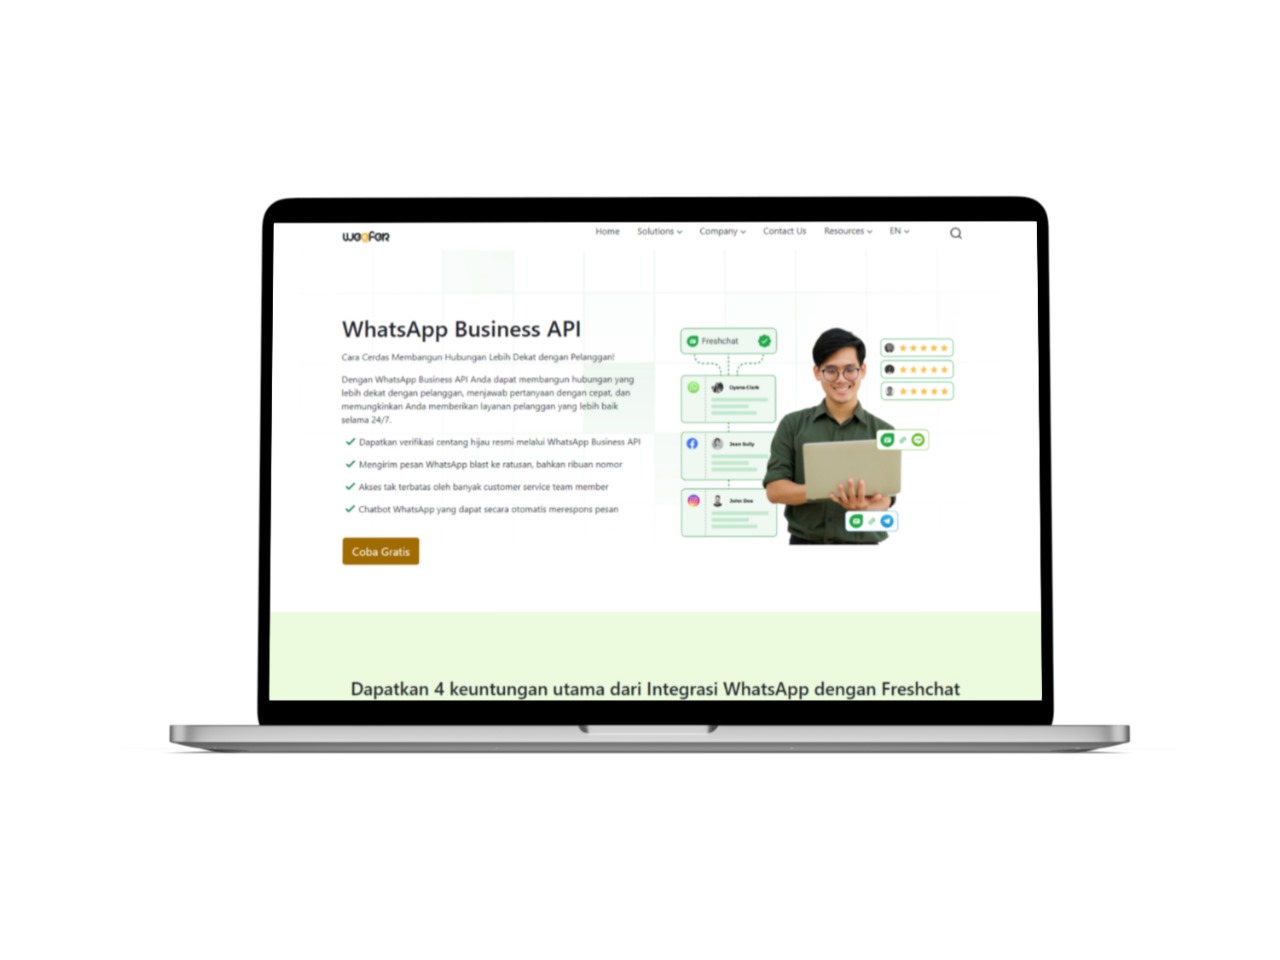 weefer
Home Solutions Company Contact Us Resources EN
WhatsApp Business API
Cara Cerdas Membangun Hubungan Lebih Dekat dengan Pelanggan!
Dengan WhatsApp Business API Anda dapat membangun hubungan yang
lebih dekat dengan pelanggan, menjawab pertanyaan dengan cepat, dan
memungkinkan Anda memberikan layanan pelanggan yang lebih baik
selama 24/7.
Dapatkan verifikasi centang hijau resmi melalui WhatsApp Business API
Mengirim pesan WhatsApp blast ke ratusan, bahkan ribuan nomor
Akses tak terbatas oleh banyak customer service team member
Chatbot WhatsApp yang dapat secara otomatis merespons pesan
Coba Gratis
Freshchat
Dyana Clark
Jean Sully
John Doe
Dapatkan 4 keuntungan utama dari Integrasi WhatsApp dengan Freshchat